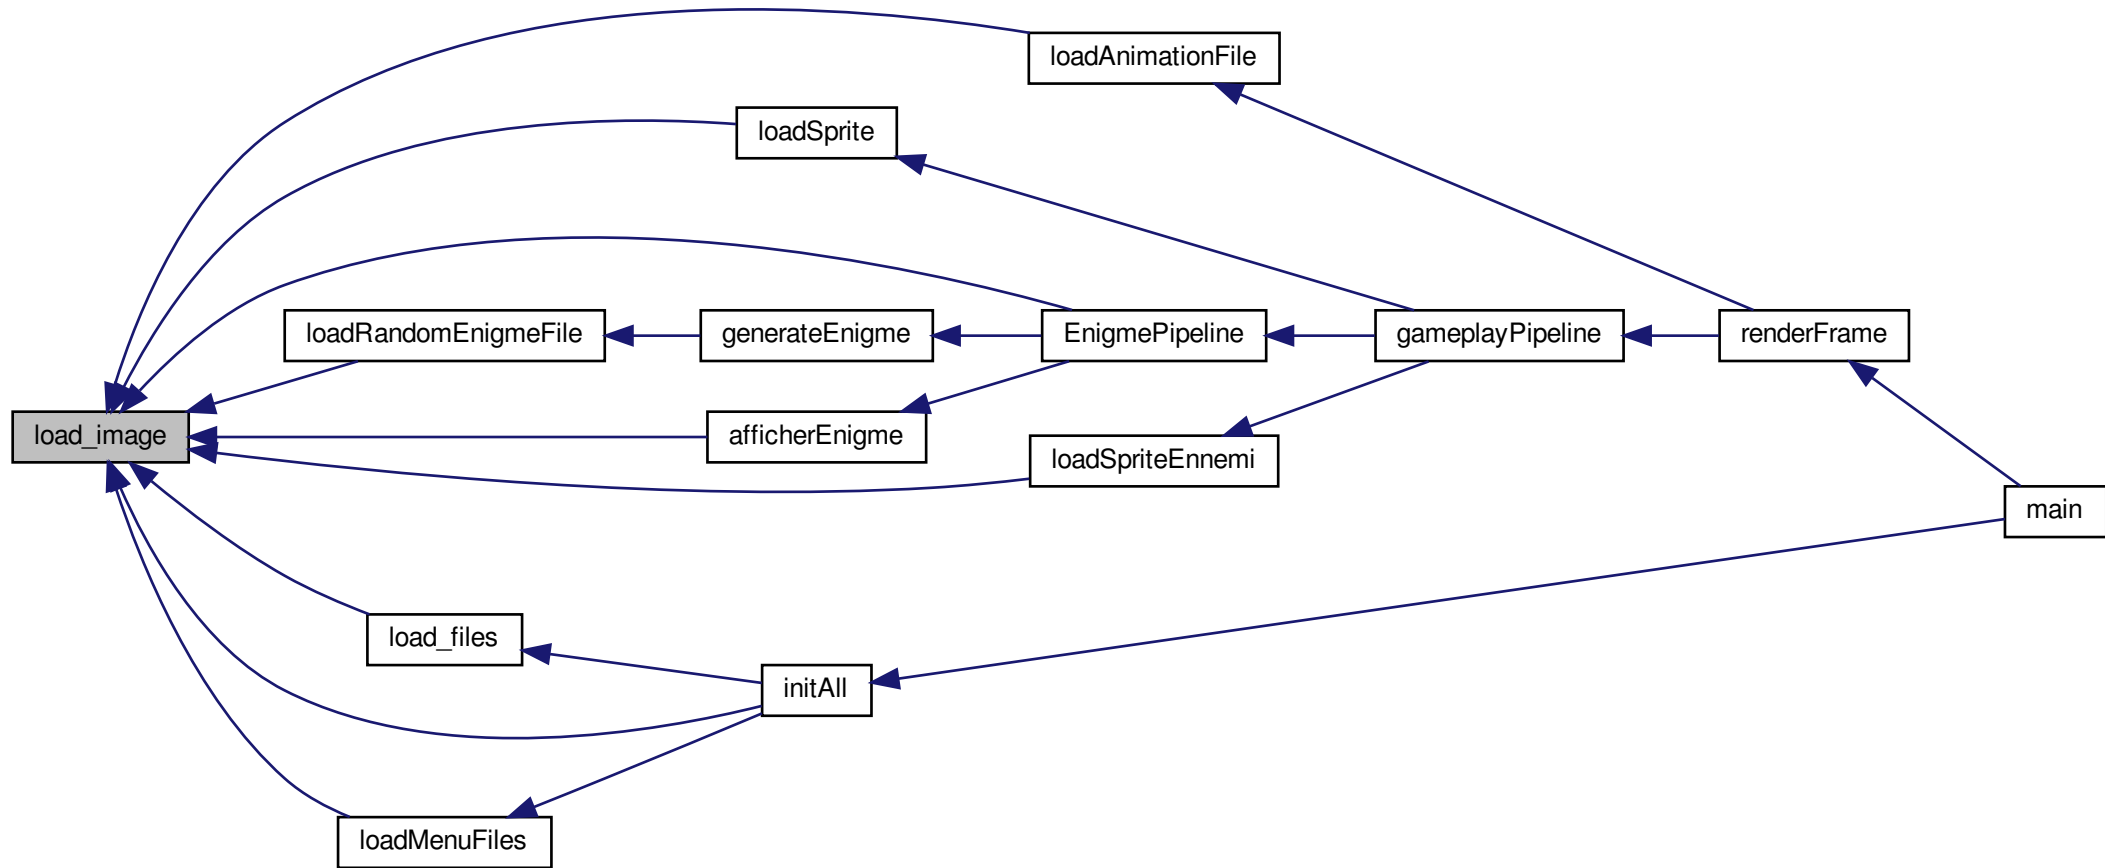 loadAnimationFile
loadSprite
loadRandomEnigmeFile
generateEnigme
EnigmePipeline
gameplayPipeline
renderFrame
load_image
afficherEnigme
loadSpriteEnnemi
main
load_files
initAll
loadMenuFiles